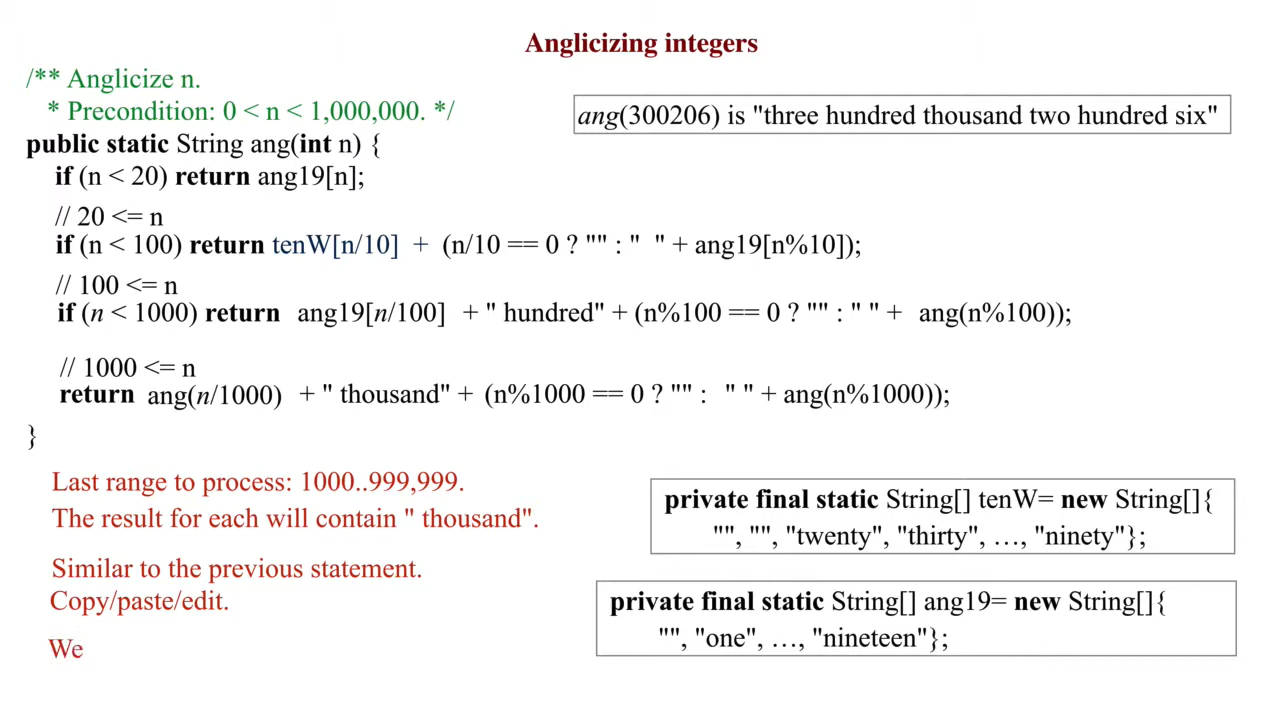 Anglicizing integers
/** Anglicize n.
* Precondition: 0 < n < 1,000,000. */
ang(300206) is "three hundred thousand two hundred six"
public static String ang(int n) {
if (n < 20) return ang19[n];
// 20 <= n
if (n < 100) return tenW[n/10] + (n/10 == 0 ? "" : " " + ang19[n%10]);
// 100 <= n
if (n < 1000) return ang19[n/100] + " hundred" + (n%100 == 0 ? "" : " " + ang(n%100));
// 1000 <= n
return ang(n/1000) + " thousand" + (n%1000 == 0 ? "" : " " + ang(n%1000));
}
Last range to process: 1000..999,999.
The result for each will contain " thousand".
Similar to the previous statement.
Copy/paste/edit.
We
private final static String[] tenW= new String[]{
"", "", "twenty", "thirty", …, "ninety"};
private final static String[] ang19= new String[]{
"", "one", …, "nineteen"};